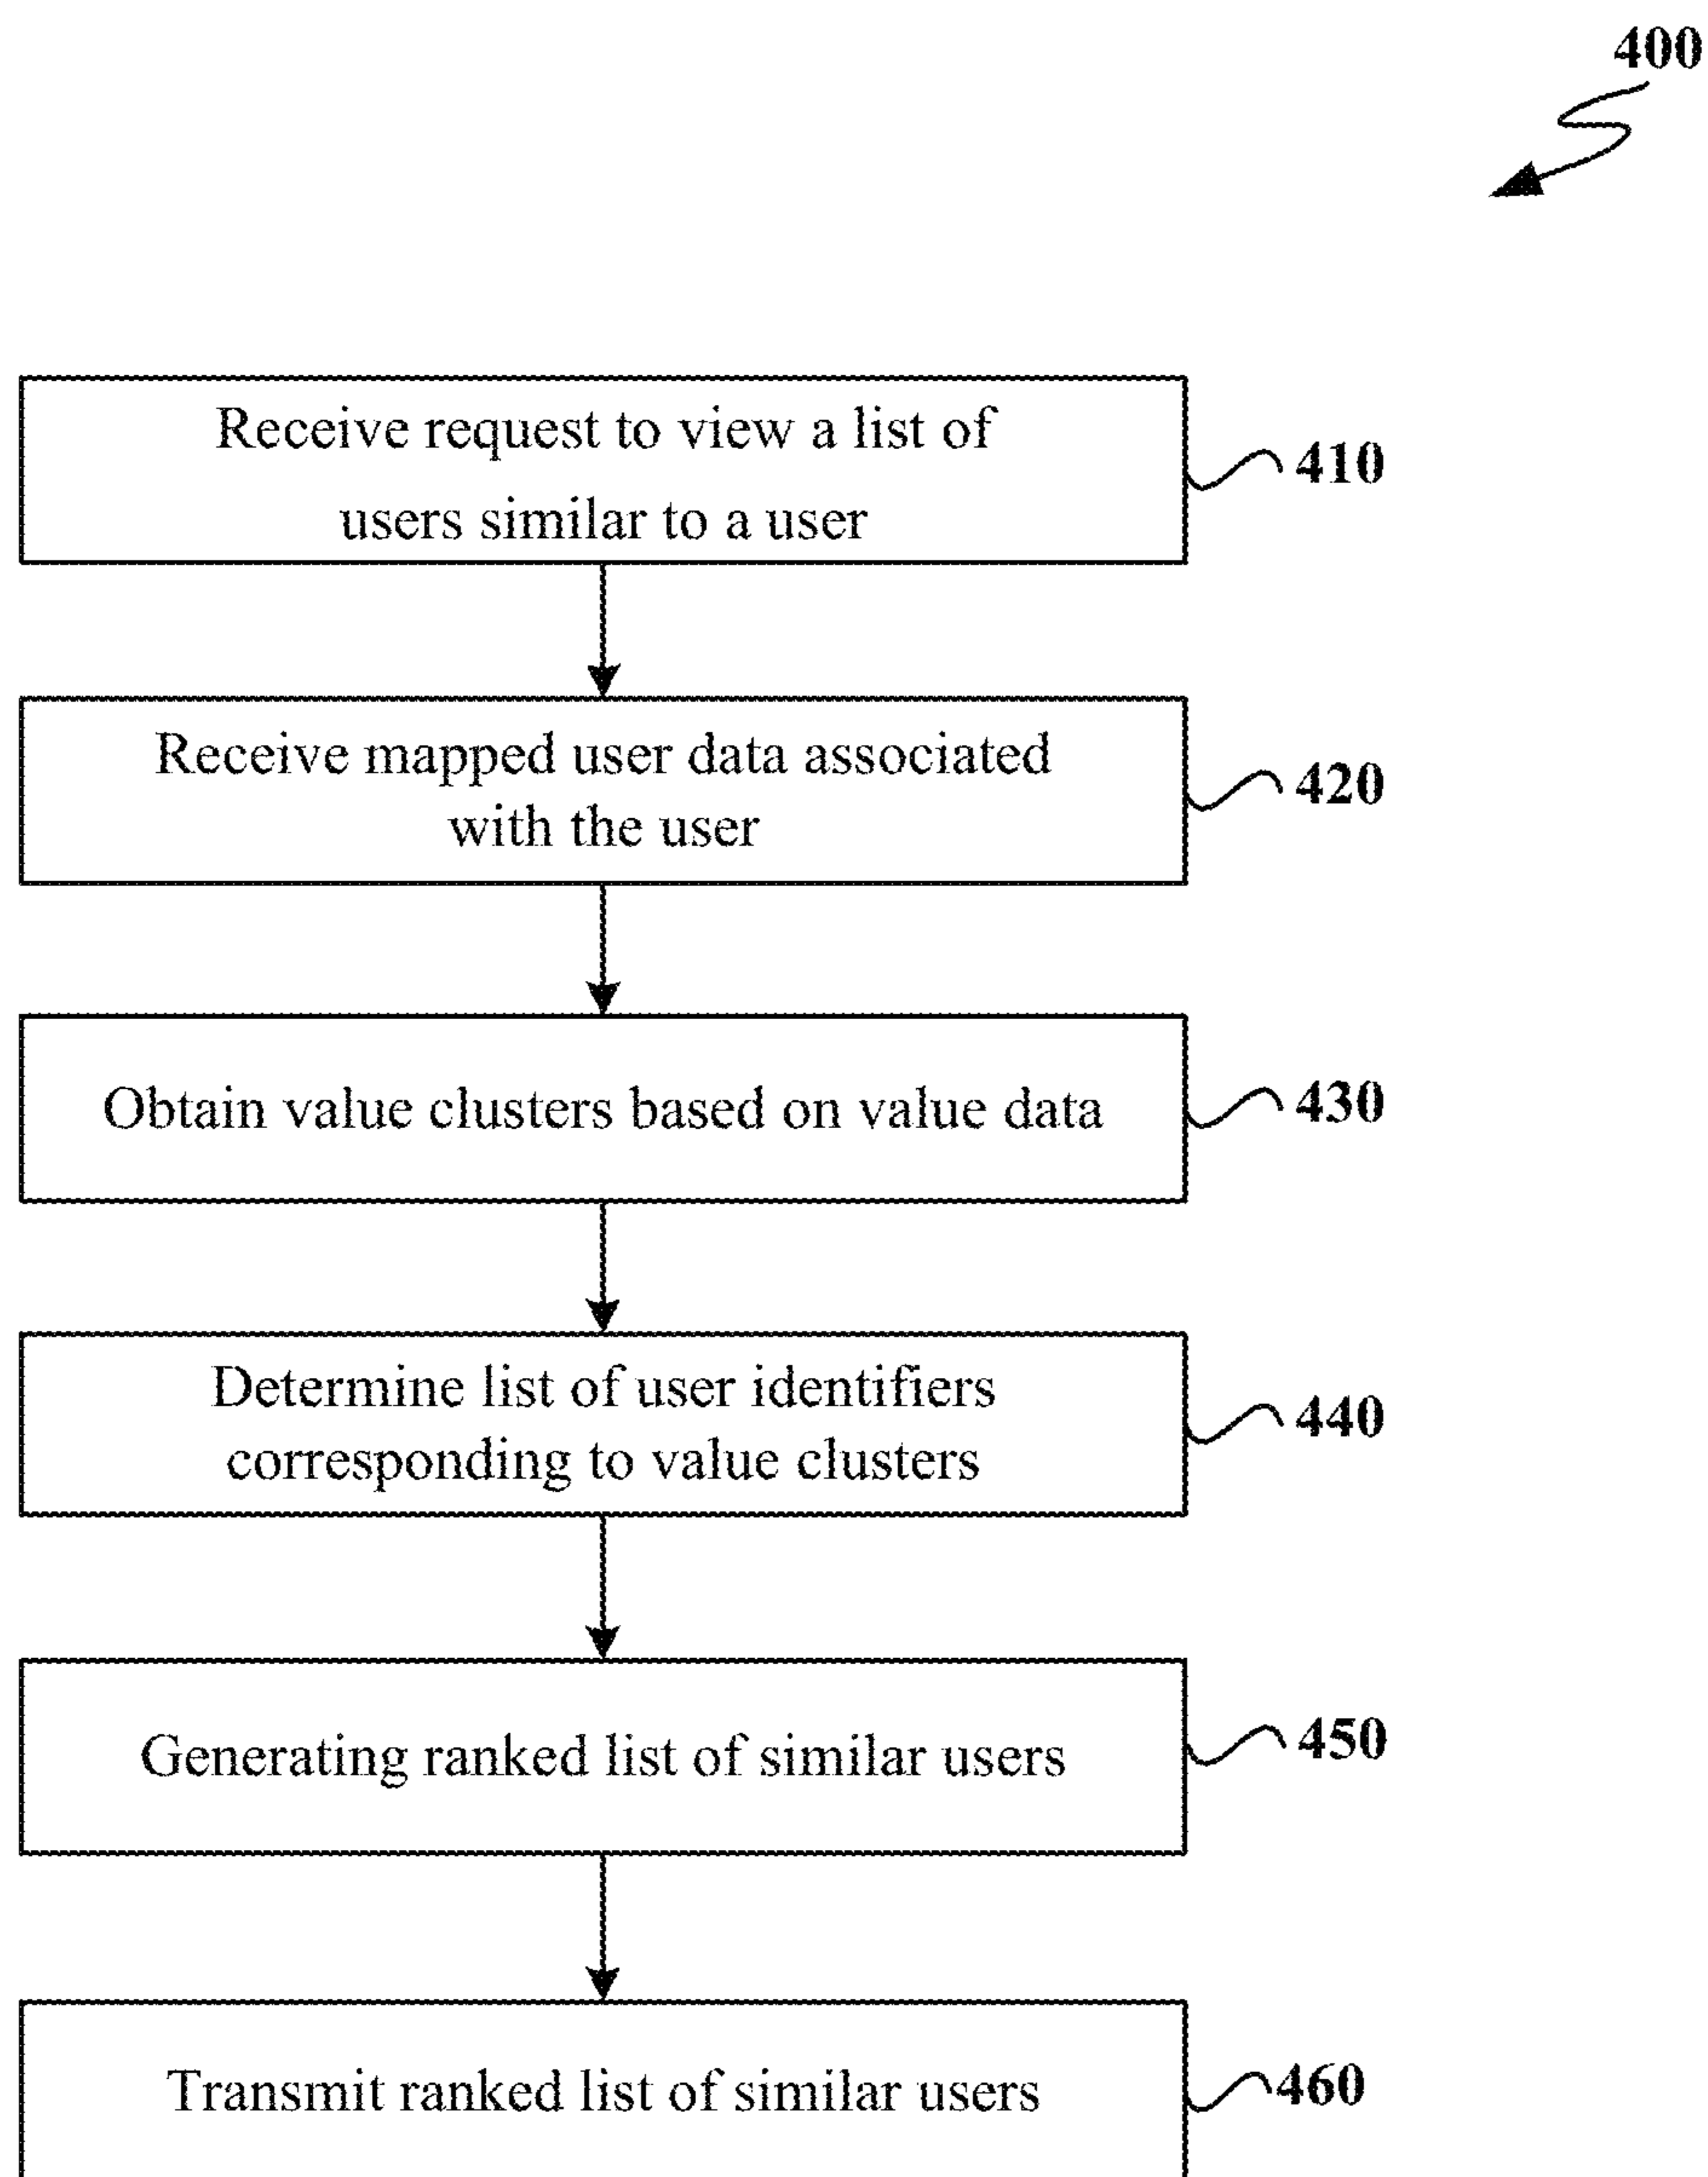 400
Receive request to view a list of
users similar to a user
410
Receive mapped user data associated
with the user
420
Obtain value clusters based on value data
430
Determine list of user identifiers
corresponding to value clusters
440
Generating ranked list of similar users
450
Transmit ranked list of similar users
460